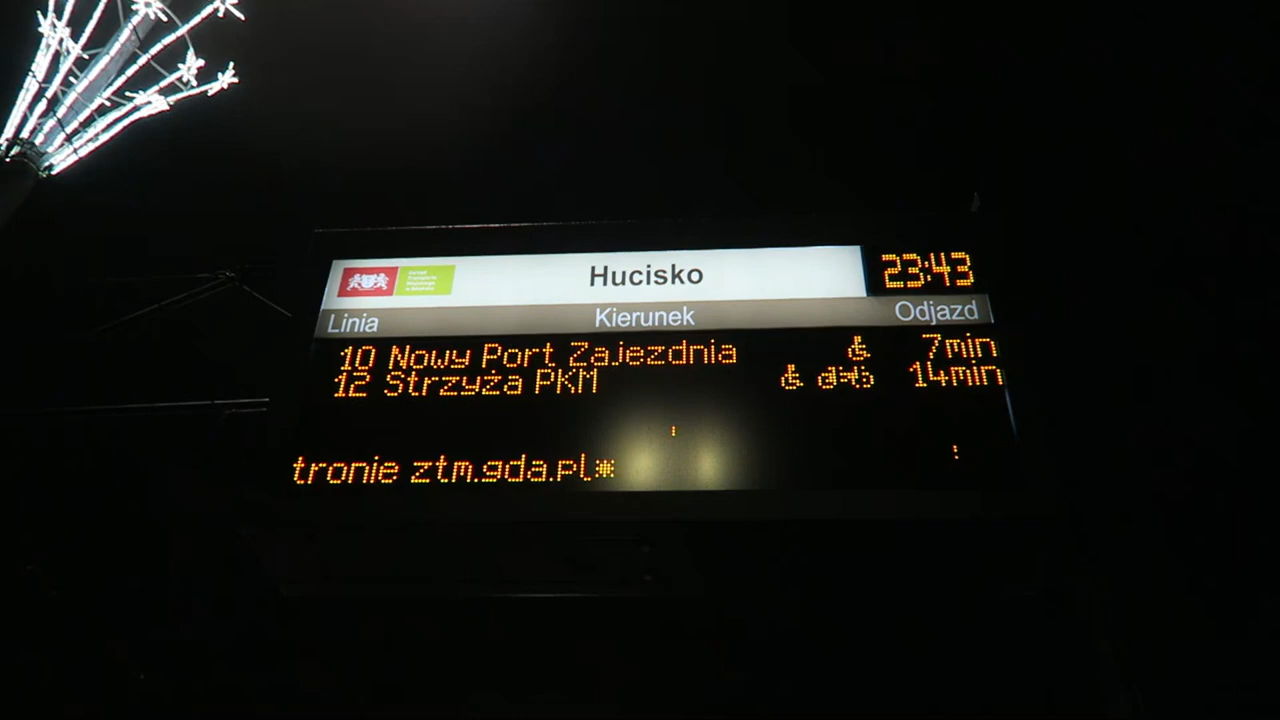 Hucisko
23:43
Linia Kierunek Odjazd
10 Nowy Port Zajezdnia 7min
12 Strzyża PKM 14min
tronie ztm.gda.pl*